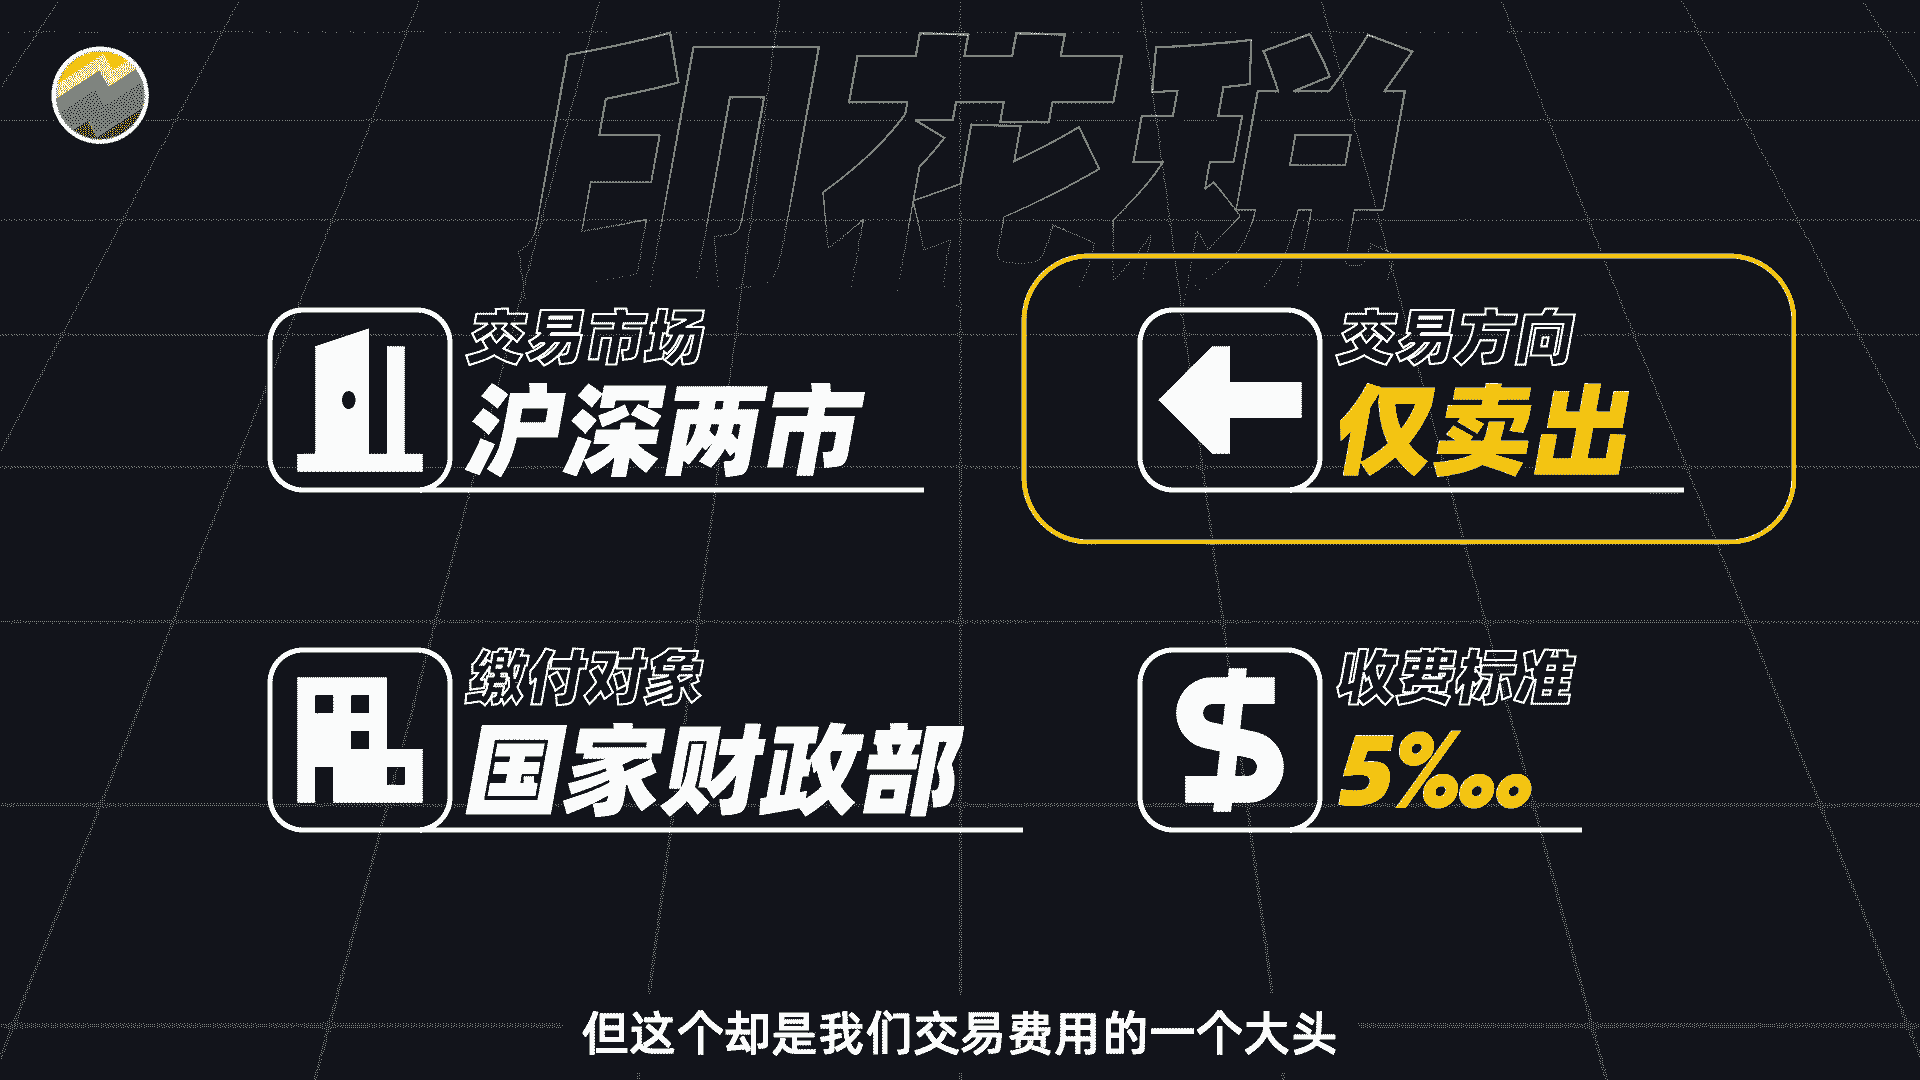 印花税
交易市场
沪深两市
交易方向
仅卖出
缴付对象
国家财政部
收费标准
5‱
但这个却是我们交易费用的一个大头